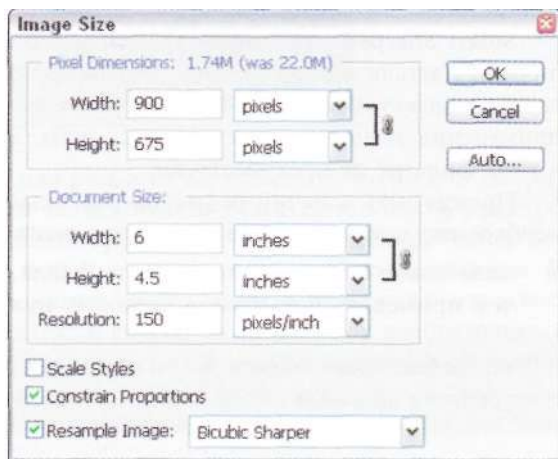 Image Size
Pixel Dimensions: 1.74M (was 22.0M)
Width: 900 pixels
Height: 675 pixels
OK
Cancel
Auto...
Document Size:
Width: 6 inches
Height: 4.5 inches
Resolution: 150 pixels/inch
Scale Styles
Constrain Proportions
Resample Image: Bicubic Sharper